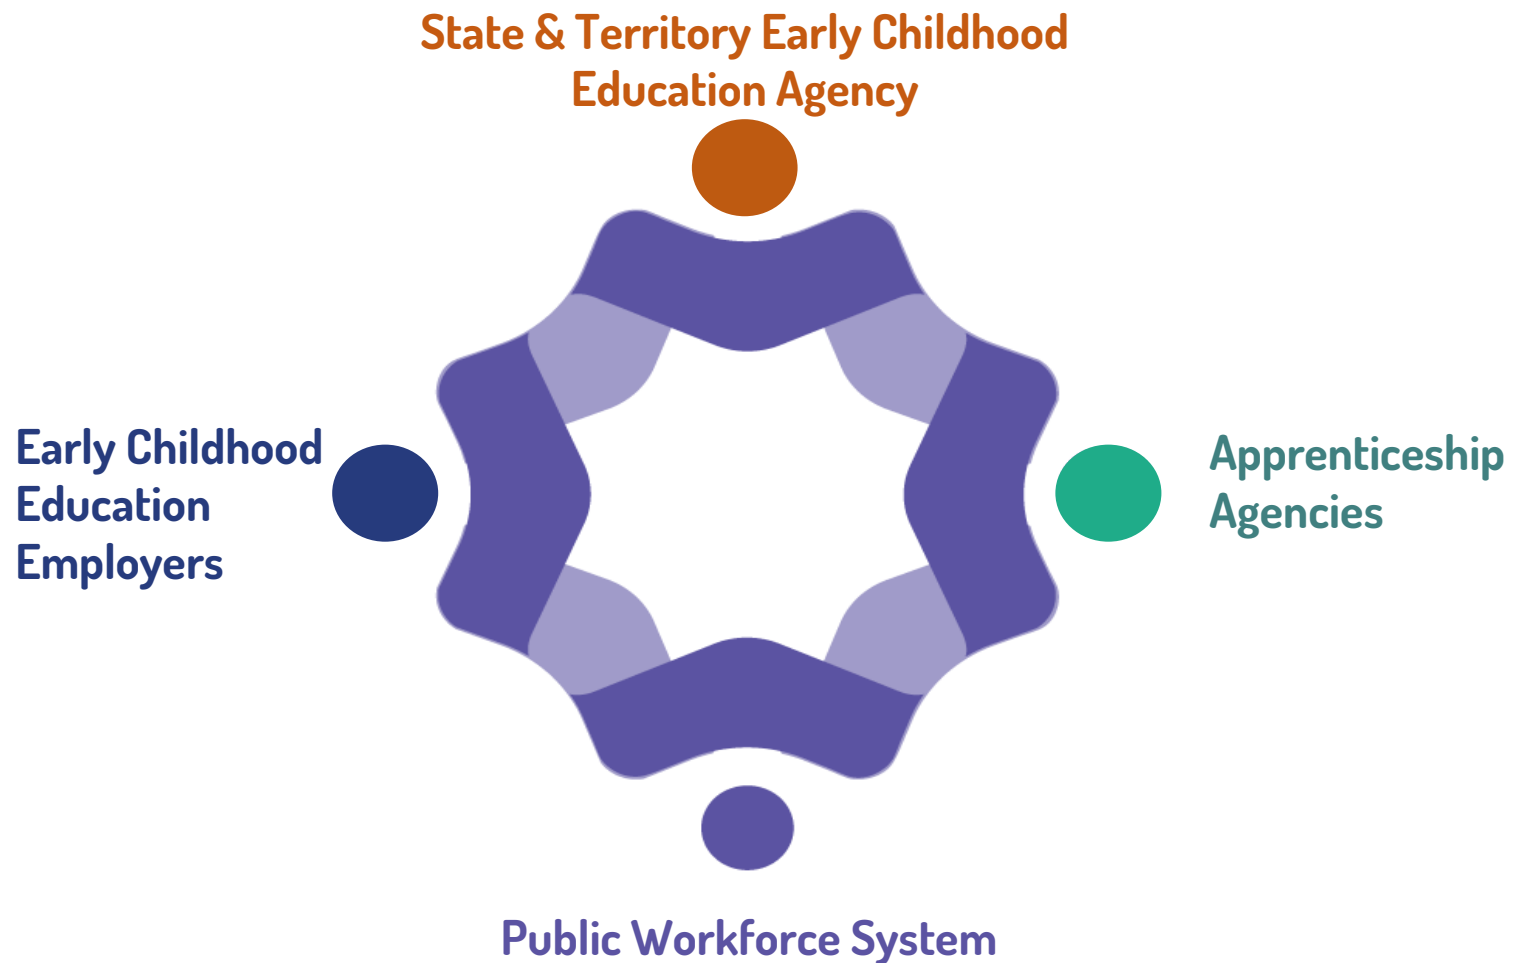 State & Territory Early Childhood
Education Agency
Early Childhood
Education
Employers
Apprenticeship
Agencies
Public Workforce System